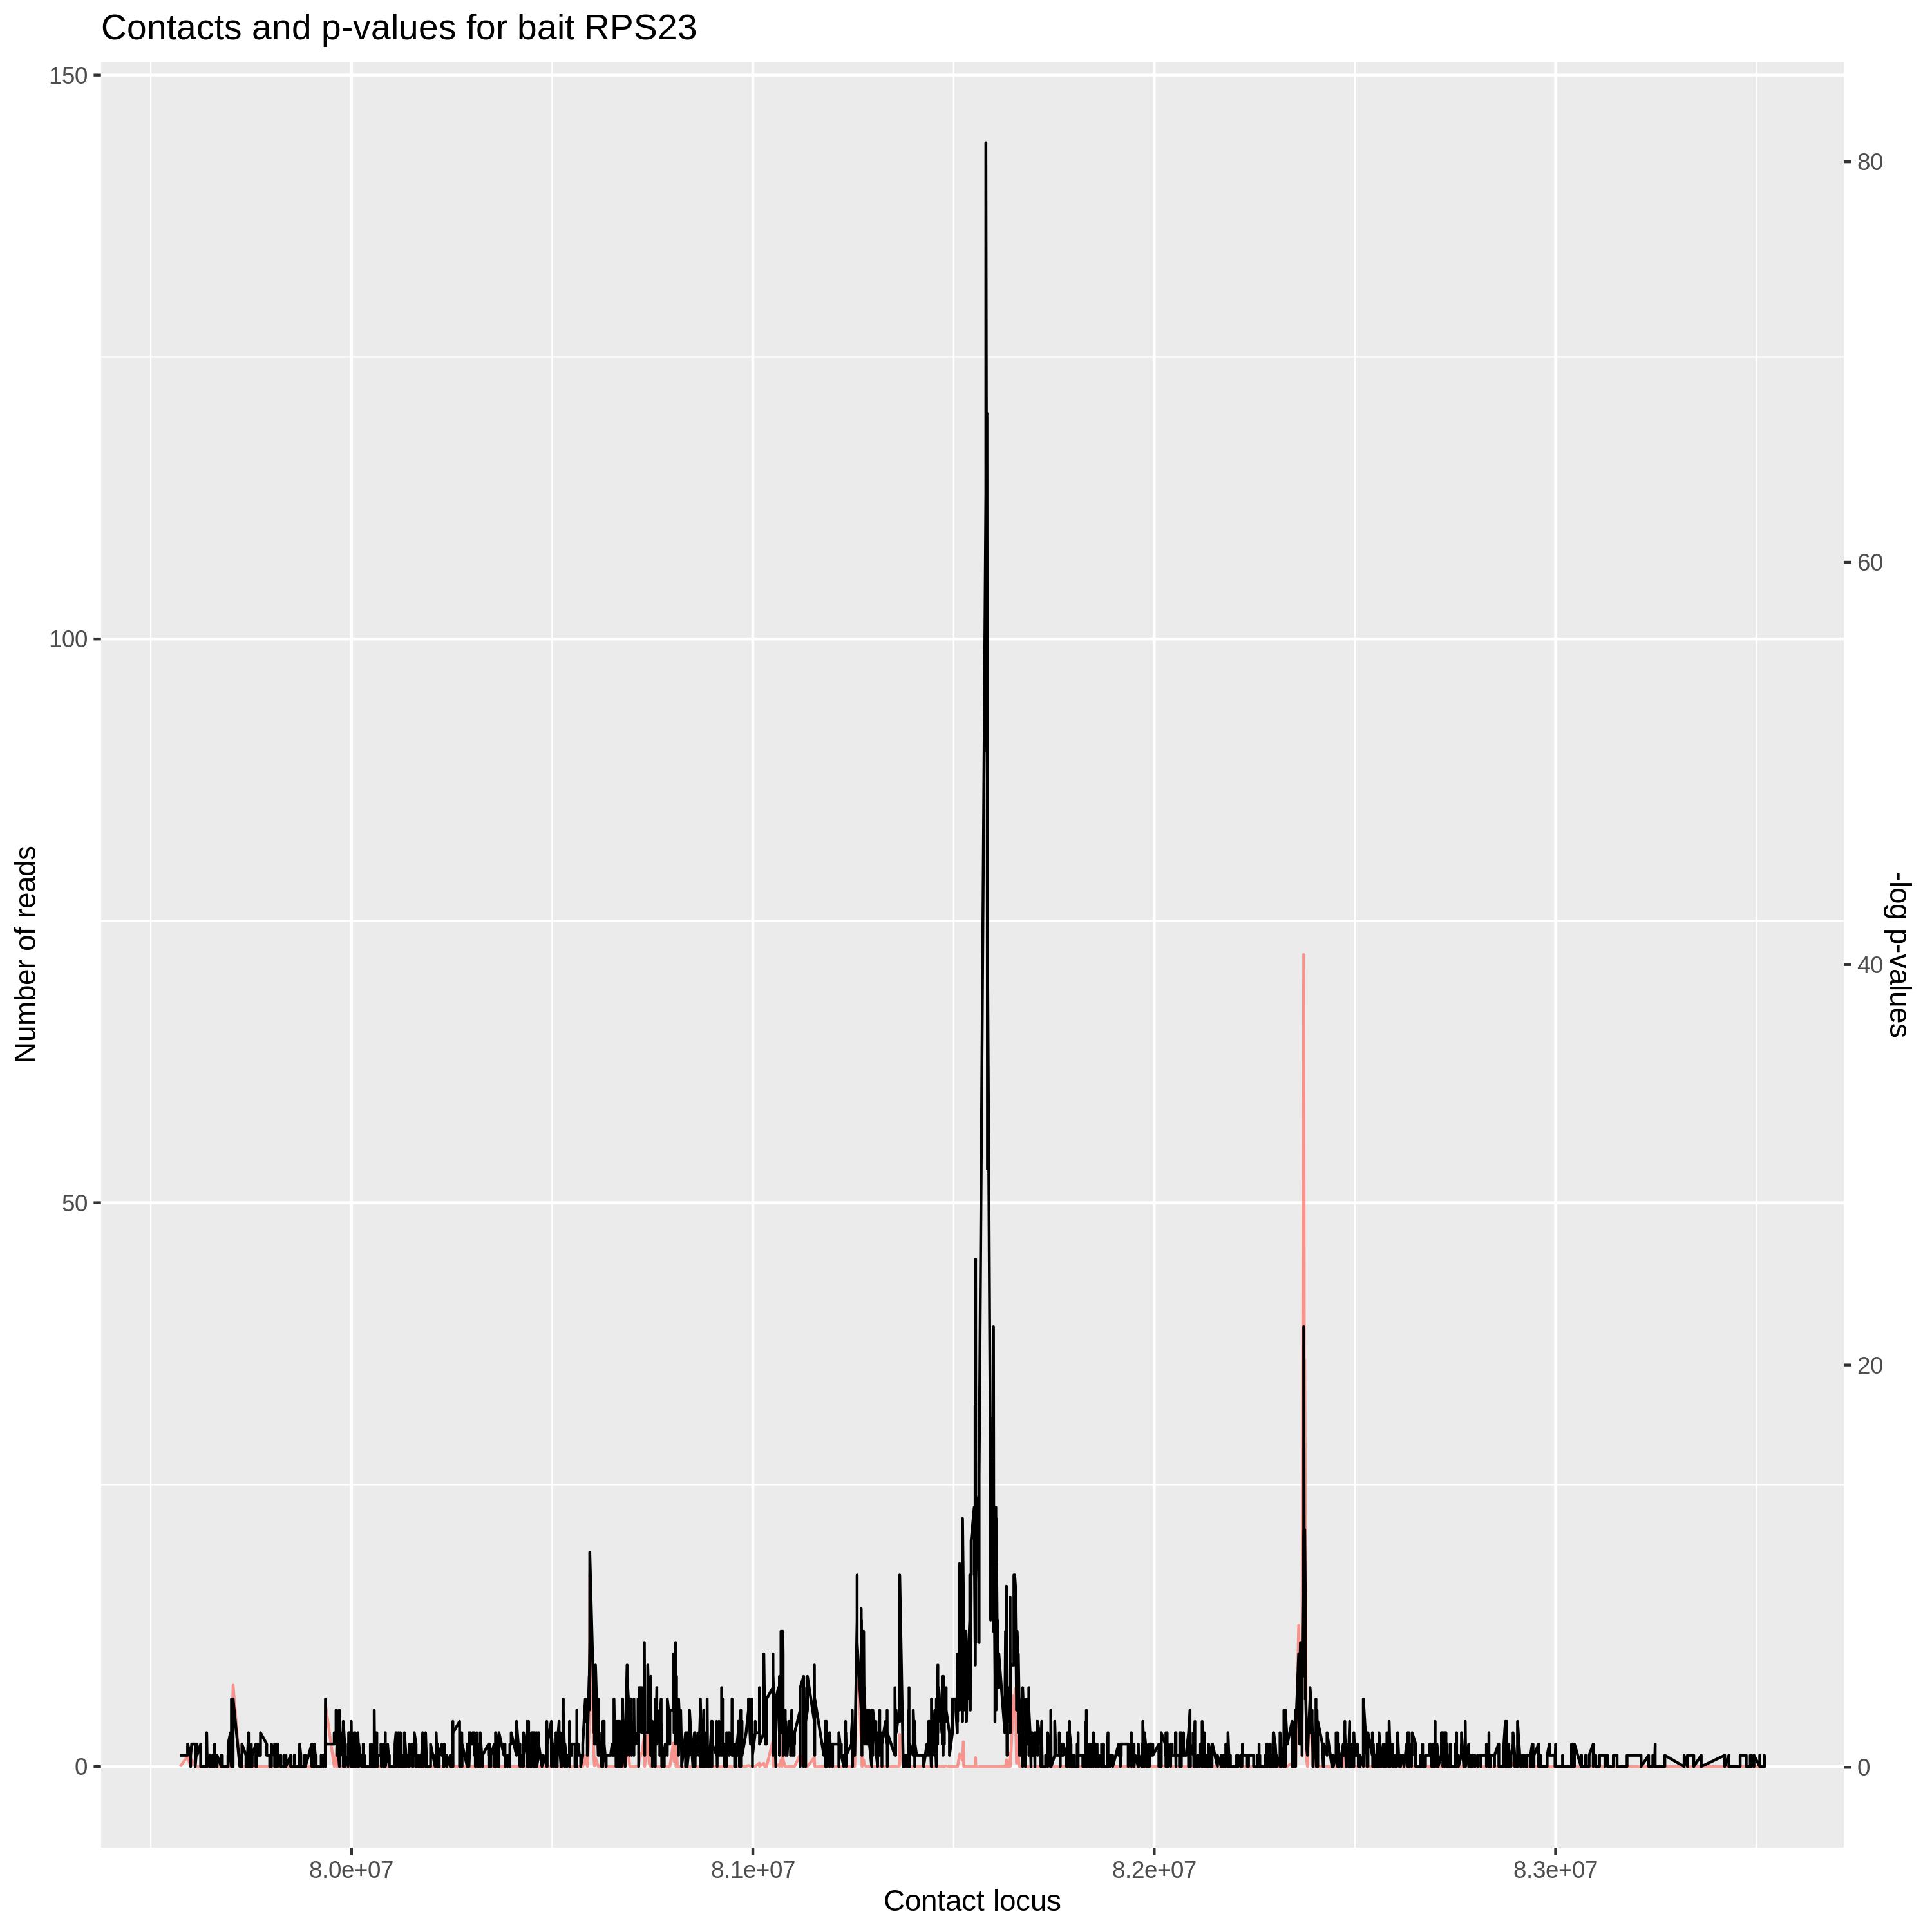 Contacts and p-values for bait RPS23
150
100
50
0
Number of reads
80
60
40
20
0
-log p-values
8.0e+07
8.1e+07
8.2e+07
8.3e+07
Contact locus